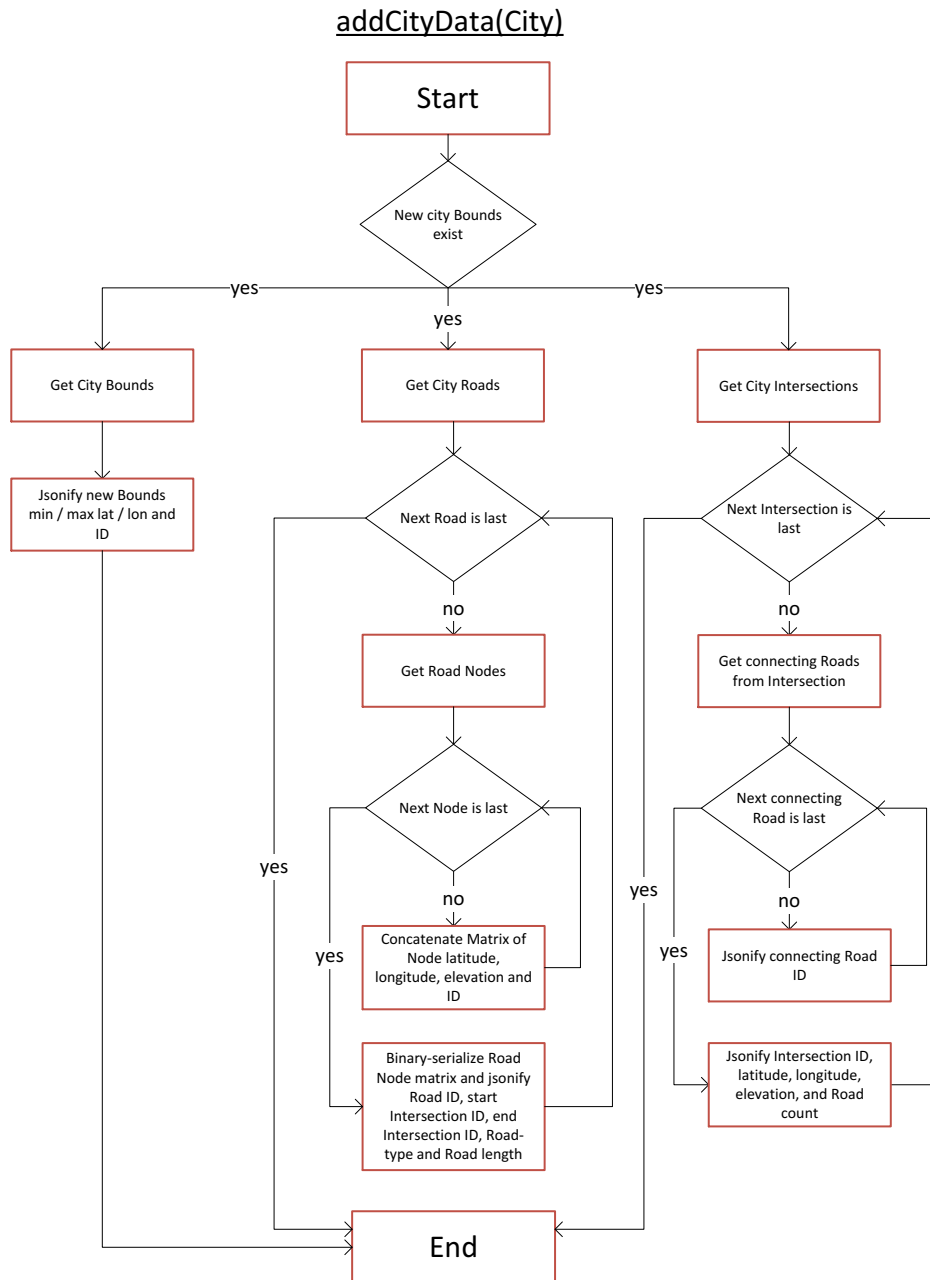 addCityData(City)
Start
New city Bounds
exist
yes
yes
yes
Get City Bounds
Get City Roads
Get City Intersections
Jsonify new Bounds
min / max lat / lon and
ID
Next Road is last
Next Intersection is
last
no
no
Get Road Nodes
Get connecting Roads
from Intersection
Next Node is last
Next connecting
Road is last
yes
yes
no
no
yes
yes
Concatenate Matrix of
Node latitude,
longitude, elevation and
ID
Jsonify connecting Road
ID
Binary-serialize Road
Node matrix and jsonify
Road ID, start
Intersection ID, end
Intersection ID, Road-
type and Road length
Jsonify Intersection ID,
latitude, longitude,
elevation, and Road
count
End